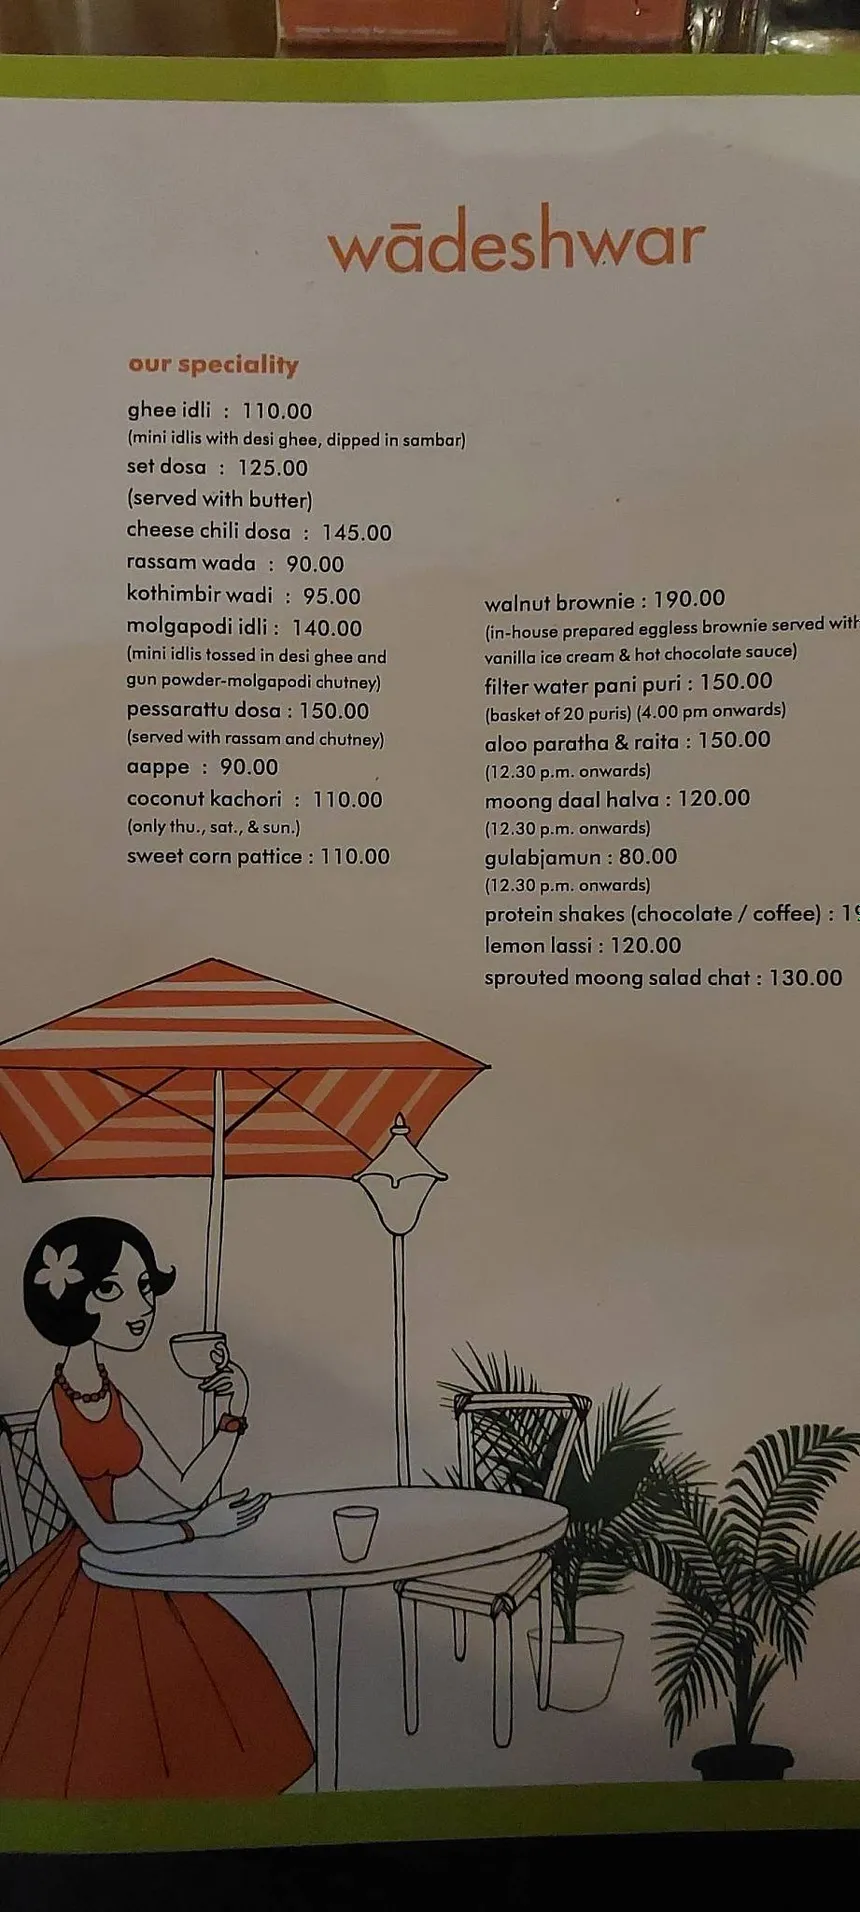 wādeshwar
our speciality
ghee idli : 110.00
(mini idlis with desi ghee, dipped in sambar)
set dosa : 125.00
(served with butter)
cheese chili dosa : 145.00
rassam wada : 90.00
kothimbir wadi : 95.00
molgapodi idli : 140.00
(mini idlis tossed in desi ghee and
gun powder-molgapodi chutney)
pessarattu dosa : 150.00
(served with rassam and chutney)
aappe : 90.00
coconut kachori : 110.00
(only thu., sat., & sun.)
sweet corn pattice : 110.00
walnut brownie : 190.00
(in-house prepared eggless brownie served with
vanilla ice cream & hot chocolate sauce)
filter water pani puri : 150.00
(basket of 20 puris) (4.00 pm onwards)
aloo paratha & raita : 150.00
(12.30 p.m. onwards)
moong daal halva : 120.00
(12.30 p.m. onwards)
gulabjamun : 80.00
(12.30 p.m. onwards)
protein shakes (chocolate / coffee) :
lemon lassi : 120.00
sprouted moong salad chat : 130.00